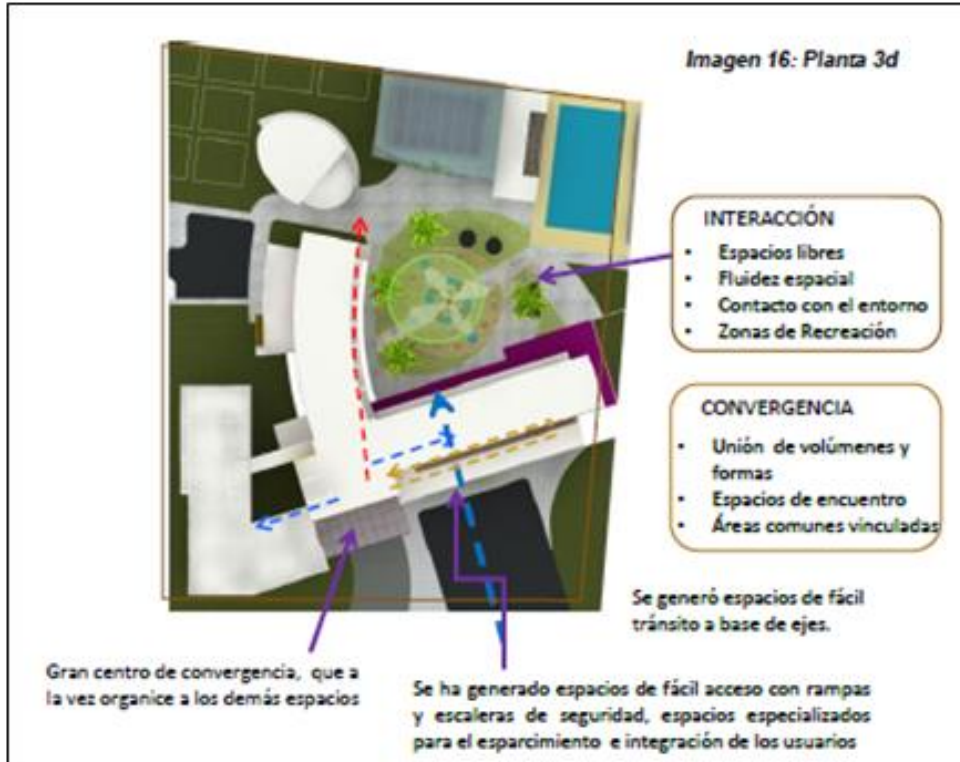 Imagen 16: Planta 3d
INTERACCIÓN
• Espacios libres
• Fluidez espacial
• Contacto con el entorno
• Zonas de Recreación
CONVERGENCIA
• Unión de volúmenes y
formas
• Espacios de encuentro
• Áreas comunes vinculadas
Se generó espacios de fácil
tránsito a base de ejes.
Gran centro de convergencia, que a
la vez organice a los demás espacios
Se ha generado espacios de fácil acceso con rampas
y escaleras de seguridad, espacios especializados
para el esparcimiento e integración de los usuarios